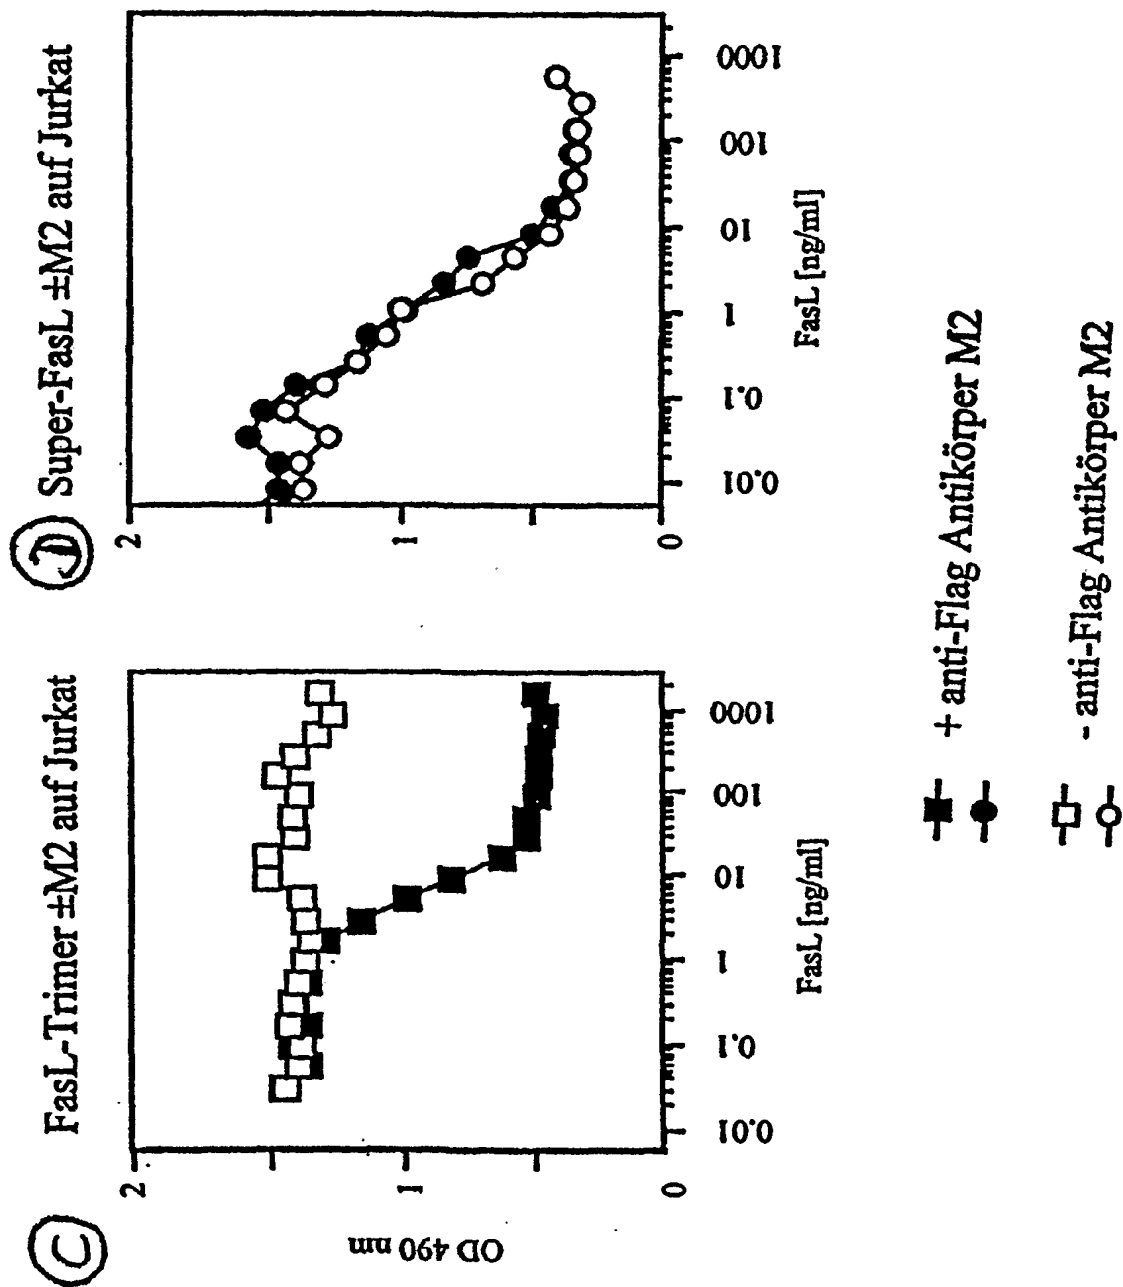 C
FasL-Trimer ±M2 auf Jurkat
OD 490 nm
2
1
0
0.01
0.1
1
10
100
1000
FasL [ng/ml]
D
Super-FasL ±M2 auf Jurkat
2
1
0
0.01
0.1
1
10
100
1000
FasL [ng/ml]
+ anti-Flag Antikörper M2
- anti-Flag Antikörper M2